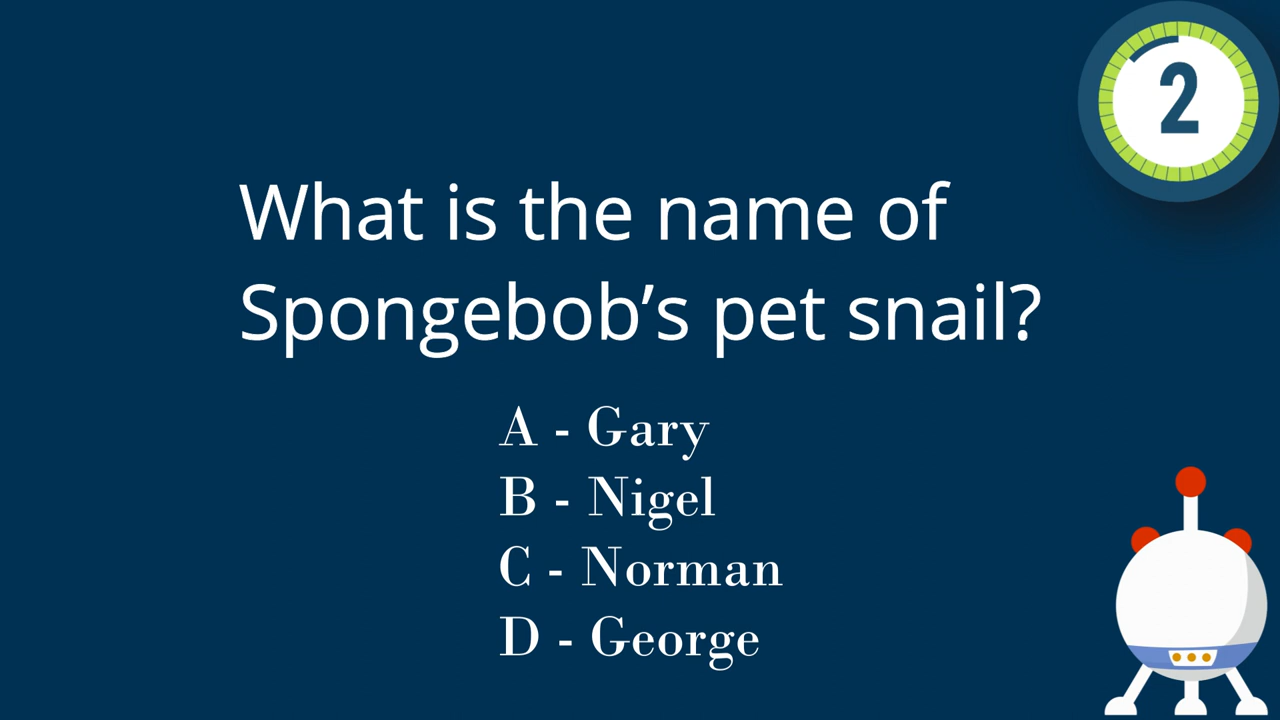 2
What is the name of
Spongebob’s pet snail?
A - Gary
B - Nigel
C - Norman
D - George